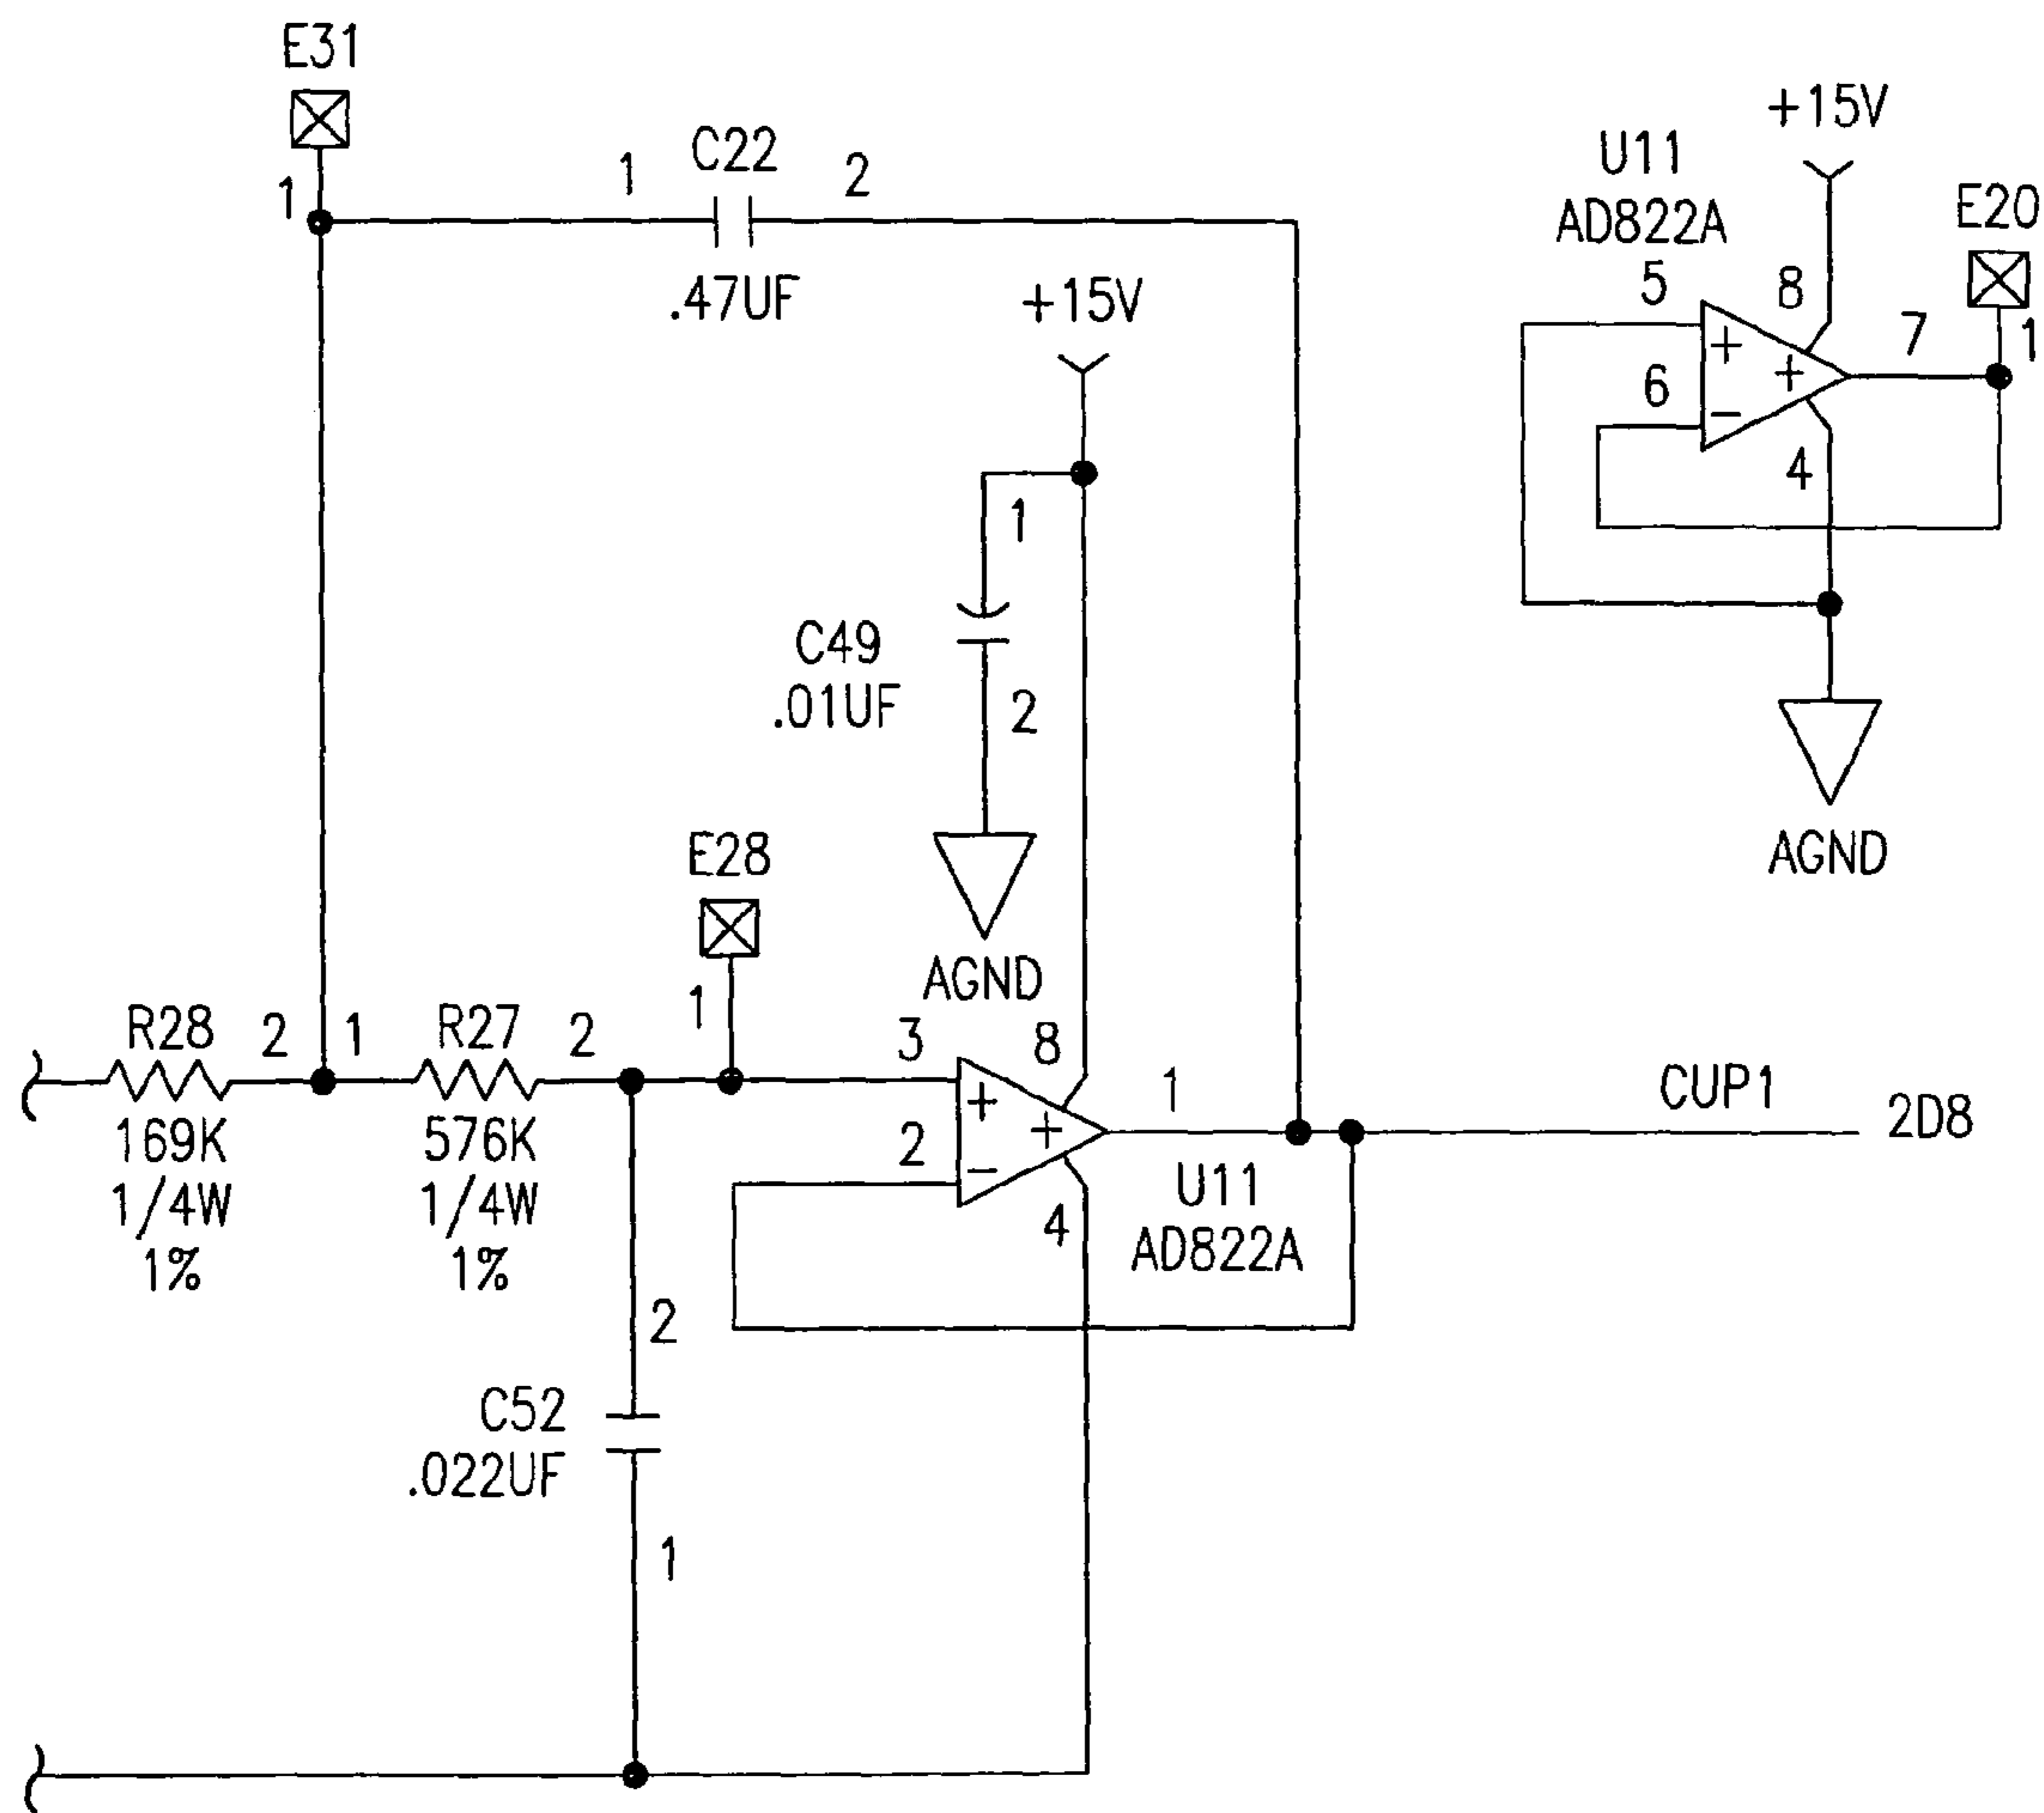 E31
1
1
C22
2
.47UF
+15V
U11
AD822A
+15V
E20
5
8
7
1
+
+
6
−
4
AGND
1
C49
.01UF
2
AGND
E28
1
R28
2
1
R27
2
169K
1/4W
1%
576K
1/4W
1%
3
8
+
+
1
2
−
4
U11
AD822A
CUP1
2D8
2
C52
.022UF
1